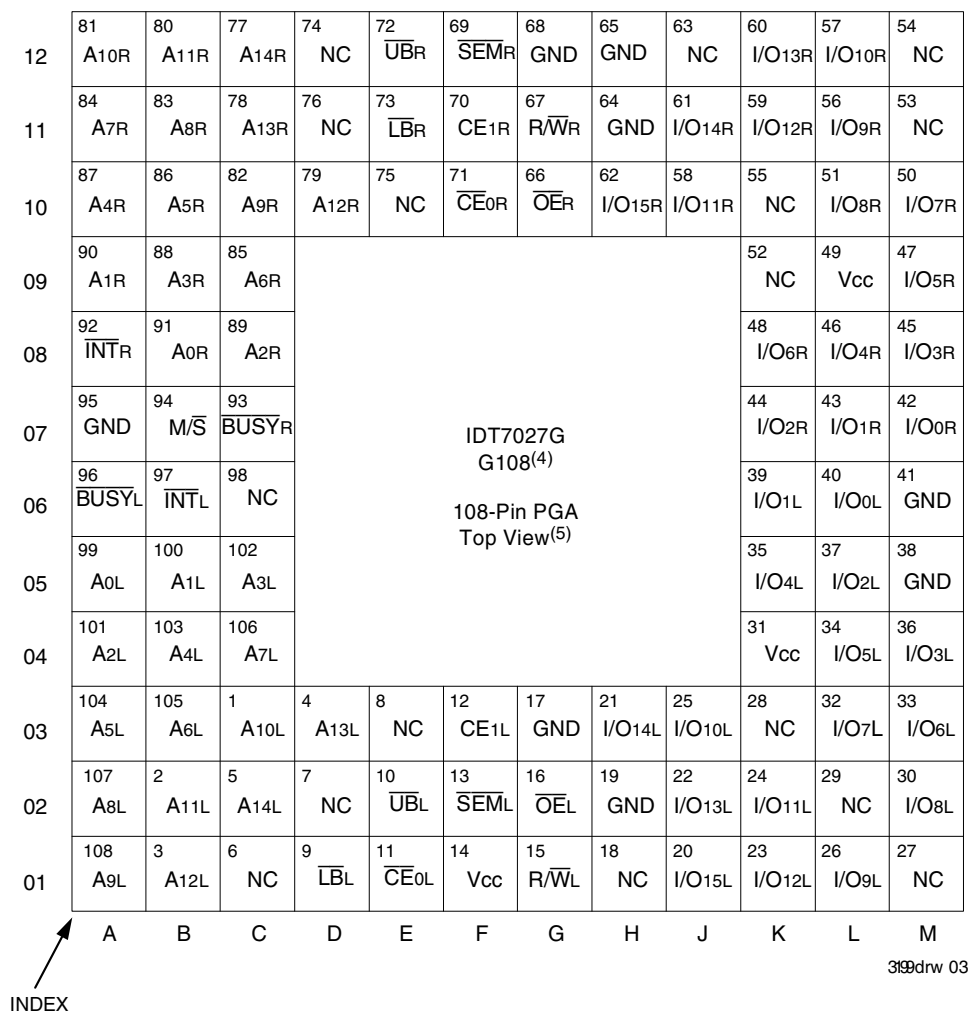 81 80 77 74 72 69 68 65 63 60 57 54
12 A10R A11R A14R NC UBR SEMR GND GND NC I/O13R I/O10R NC
84 83 78 76 73 70 67 64 61 59 56 53
11 A7R A8R A13R NC LBR CE1R R/WR GND I/O14R I/O12R I/O9R NC
87 86 82 79 75 71 66 62 58 55 51 50
10 A4R A5R A9R A12R NC CE0R OER I/O15R I/O11R NC I/O8R I/O7R
90 88 85 52 49 47
09 A1R A3R A6R NC Vcc I/O5R
92 91 89 48 46 45
08 INTR A0R A2R I/O6R I/O4R I/O3R
95 94 93 44 43 42
07 GND M/S BUSYR I/O2R I/O1R I/O0R
IDT7027G
G108(4)
96 97 98 39 40 41
06 BUSYL INTL NC I/O1L I/O0L GND
108-Pin PGA
Top View(5)
99 100 102 35 37 38
05 A0L A1L A3L I/O4L I/O2L GND
101 103 106 31 34 36
04 A2L A4L A7L Vcc I/O5L I/O3L
104 105 1 4 8 12 17 21 25 28 32 33
03 A5L A6L A10L A13L NC CE1L GND I/O14L I/O10L NC I/O7L I/O6L
107 2 5 7 10 13 16 19 22 24 29 30
02 A8L A11L A14L NC UBL SEML OEL GND I/O13L I/O11L NC I/O8L
108 3 6 9 11 14 15 18 20 23 26 27
01 A9L A12L NC LBL CE0L Vcc R/WL NC I/O15L I/O12L I/O9L NC
A B C D E F G H J K L M
drw 03
INDEX